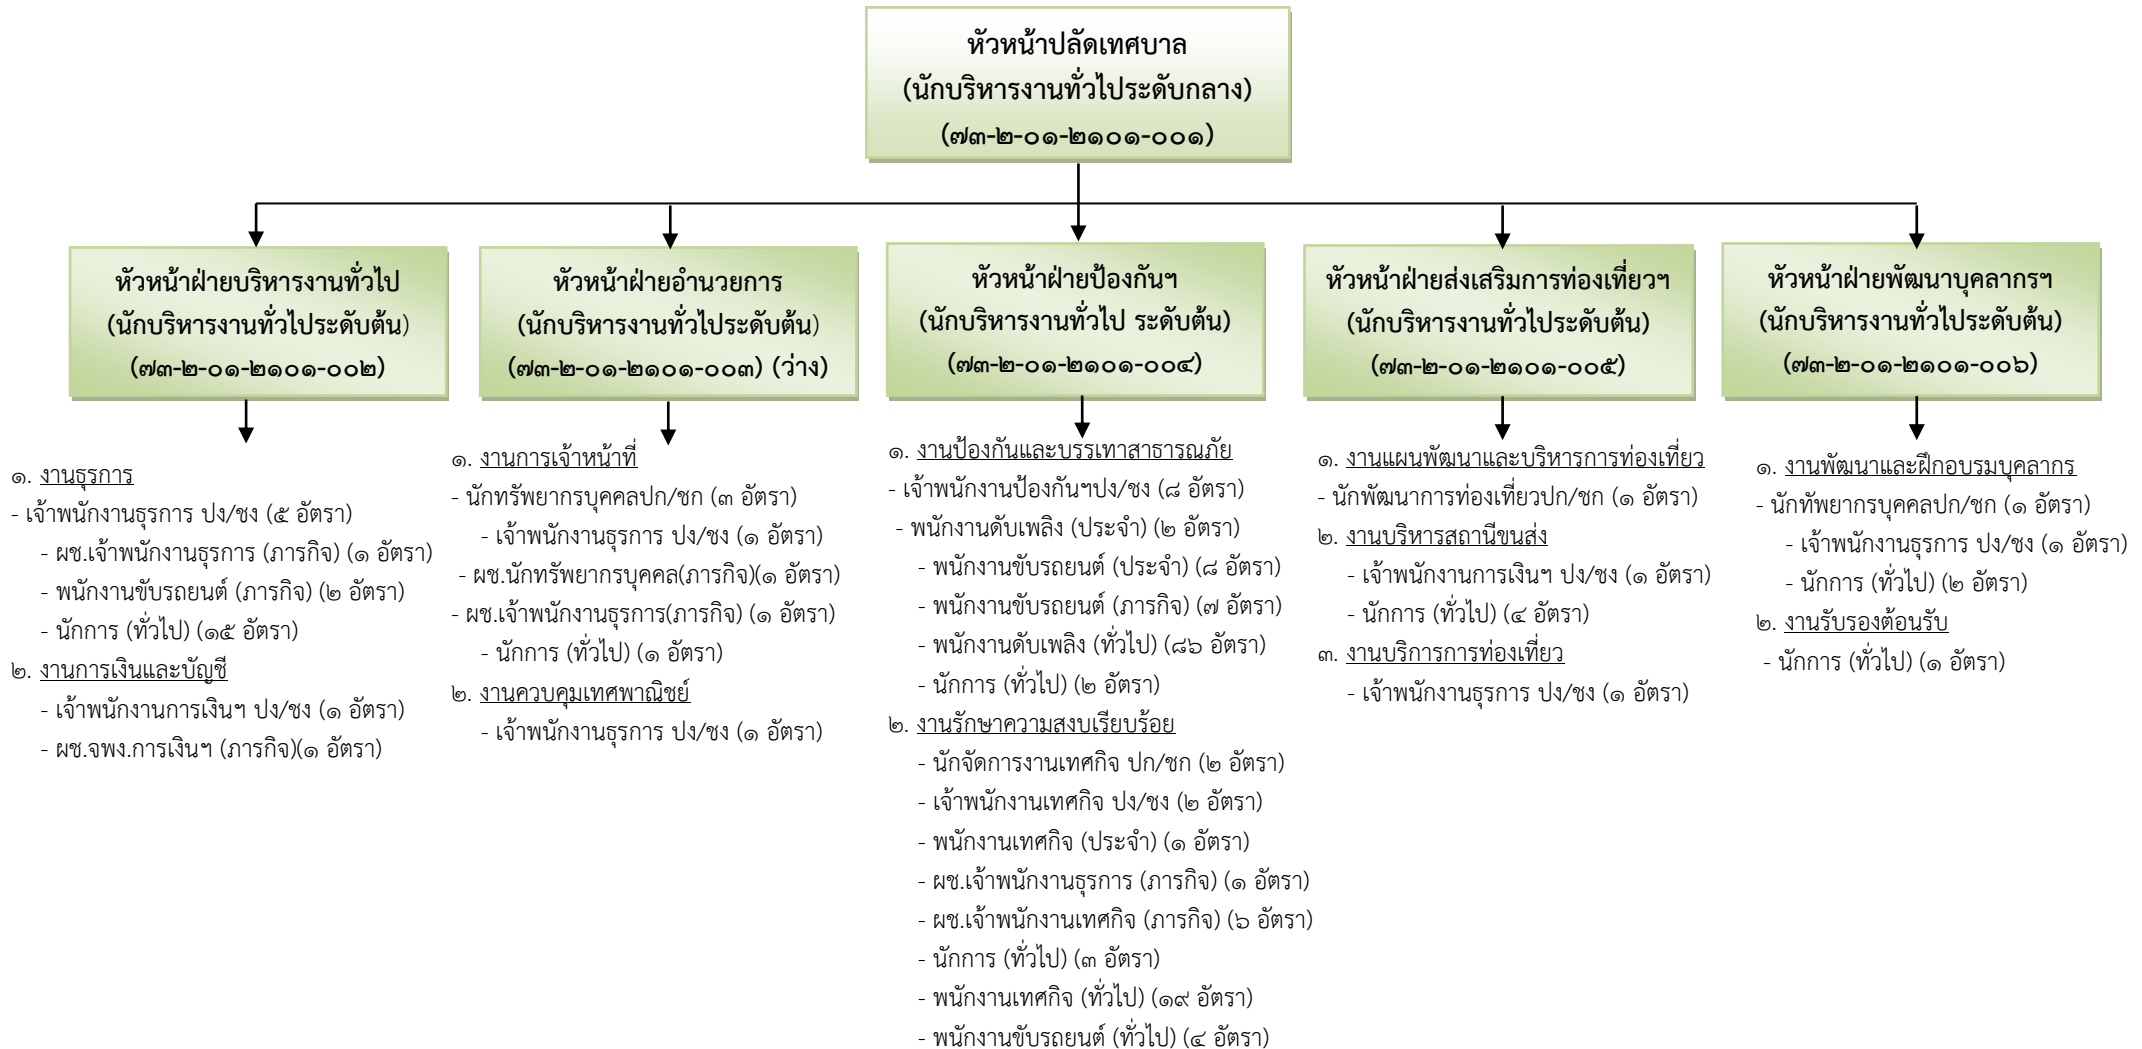 หัวหน้าปลัดเทศบาล
(นักบริหารงานทั่วไประดับกลาง)
(๗๓-๒-๐๑-๒๑๐๑-๐๐๑)
หัวหน้าฝ่ายบริหารงานทั่วไป
(นักบริหารงานทั่วไประดับต้น)
(๗๓-๒-๐๑-๒๑๐๑-๐๐๒)
๑. งานธุรการ
- เจ้าพนักงานธุรการ ปง/ชง (๕ อัตรา)
- ผช.เจ้าพนักงานธุรการ (ภารกิจ) (๑ อัตรา)
- พนักงานขับรถยนต์ (ภารกิจ) (๒ อัตรา)
- นักการ (ทั่วไป) (๑๕ อัตรา)
๒. งานการเงินและบัญชี
- เจ้าพนักงานการเงินฯ ปง/ชง (๑ อัตรา)
- ผช.จพง.การเงินฯ (ภารกิจ)(๑ อัตรา)
หัวหน้าฝ่ายอำนวยการ
(นักบริหารงานทั่วไประดับต้น)
(๗๓-๒-๐๑-๒๑๐๑-๐๐๓) (ว่าง)
๑. งานการเจ้าหน้าที่
- นักทรัพยากรบุคคลปก/ชก (๓ อัตรา)
- เจ้าพนักงานธุรการ ปง/ชง (๑ อัตรา)
- ผช.นักทรัพยากรบุคคล(ภารกิจ)(๑ อัตรา)
- ผช.เจ้าพนักงานธุรการ(ภารกิจ) (๑ อัตรา)
- นักการ (ทั่วไป) (๑ อัตรา)
๒. งานควบคุมเทศพาณิชย์
- เจ้าพนักงานธุรการ ปง/ชง (๑ อัตรา)
หัวหน้าฝ่ายป้องกันฯ
(นักบริหารงานทั่วไป ระดับต้น)
(๗๓-๒-๐๑-๒๑๐๑-๐๐๔)
๑. งานป้องกันและบรรเทาสาธารณภัย
- เจ้าพนักงานป้องกันฯปง/ชง (๘ อัตรา)
- พนักงานดับเพลิง (ประจำ) (๒ อัตรา)
- พนักงานขับรถยนต์ (ประจำ) (๘ อัตรา)
- พนักงานขับรถยนต์ (ภารกิจ) (๗ อัตรา)
- พนักงานดับเพลิง (ทั่วไป) (๘๖ อัตรา)
- นักการ (ทั่วไป) (๒ อัตรา)
๒. งานรักษาความสงบเรียบร้อย
- นักจัดการงานเทศกิจ ปก/ชก (๒ อัตรา)
- เจ้าพนักงานเทศกิจ ปง/ชง (๒ อัตรา)
- พนักงานเทศกิจ (ประจำ) (๑ อัตรา)
- ผช.เจ้าพนักงานธุรการ (ภารกิจ) (๑ อัตรา)
- ผช.เจ้าพนักงานเทศกิจ (ภารกิจ) (๖ อัตรา)
- นักการ (ทั่วไป) (๓ อัตรา)
- พนักงานเทศกิจ (ทั่วไป) (๑๙ อัตรา)
- พนักงานขับรถยนต์ (ทั่วไป) (๔ อัตรา)
หัวหน้าฝ่ายส่งเสริมการท่องเที่ยวฯ
(นักบริหารงานทั่วไประดับต้น)
(๗๓-๒-๐๑-๒๑๐๑-๐๐๕)
๑. งานแผนพัฒนาและบริหารการท่องเที่ยว
- นักพัฒนาการท่องเที่ยวปก/ชก (๑ อัตรา)
๒. งานบริหารสถานีขนส่ง
- เจ้าพนักงานการเงินฯ ปง/ชง (๑ อัตรา)
- นักการ (ทั่วไป) (๔ อัตรา)
๓. งานบริการการท่องเที่ยว
- เจ้าพนักงานธุรการ ปง/ชง (๑ อัตรา)
หัวหน้าฝ่ายพัฒนาบุคลากรฯ
(นักบริหารงานทั่วไประดับต้น)
(๗๓-๒-๐๑-๒๑๐๑-๐๐๖)
๑. งานพัฒนาและฝึกอบรมบุคลากร
- นักทัพยากรบุคคลปก/ชก (๑ อัตรา)
- เจ้าพนักงานธุรการ ปง/ชง (๑ อัตรา)
- นักการ (ทั่วไป) (๒ อัตรา)
๒. งานรับรองต้อนรับ
- นักการ (ทั่วไป) (๑ อัตรา)